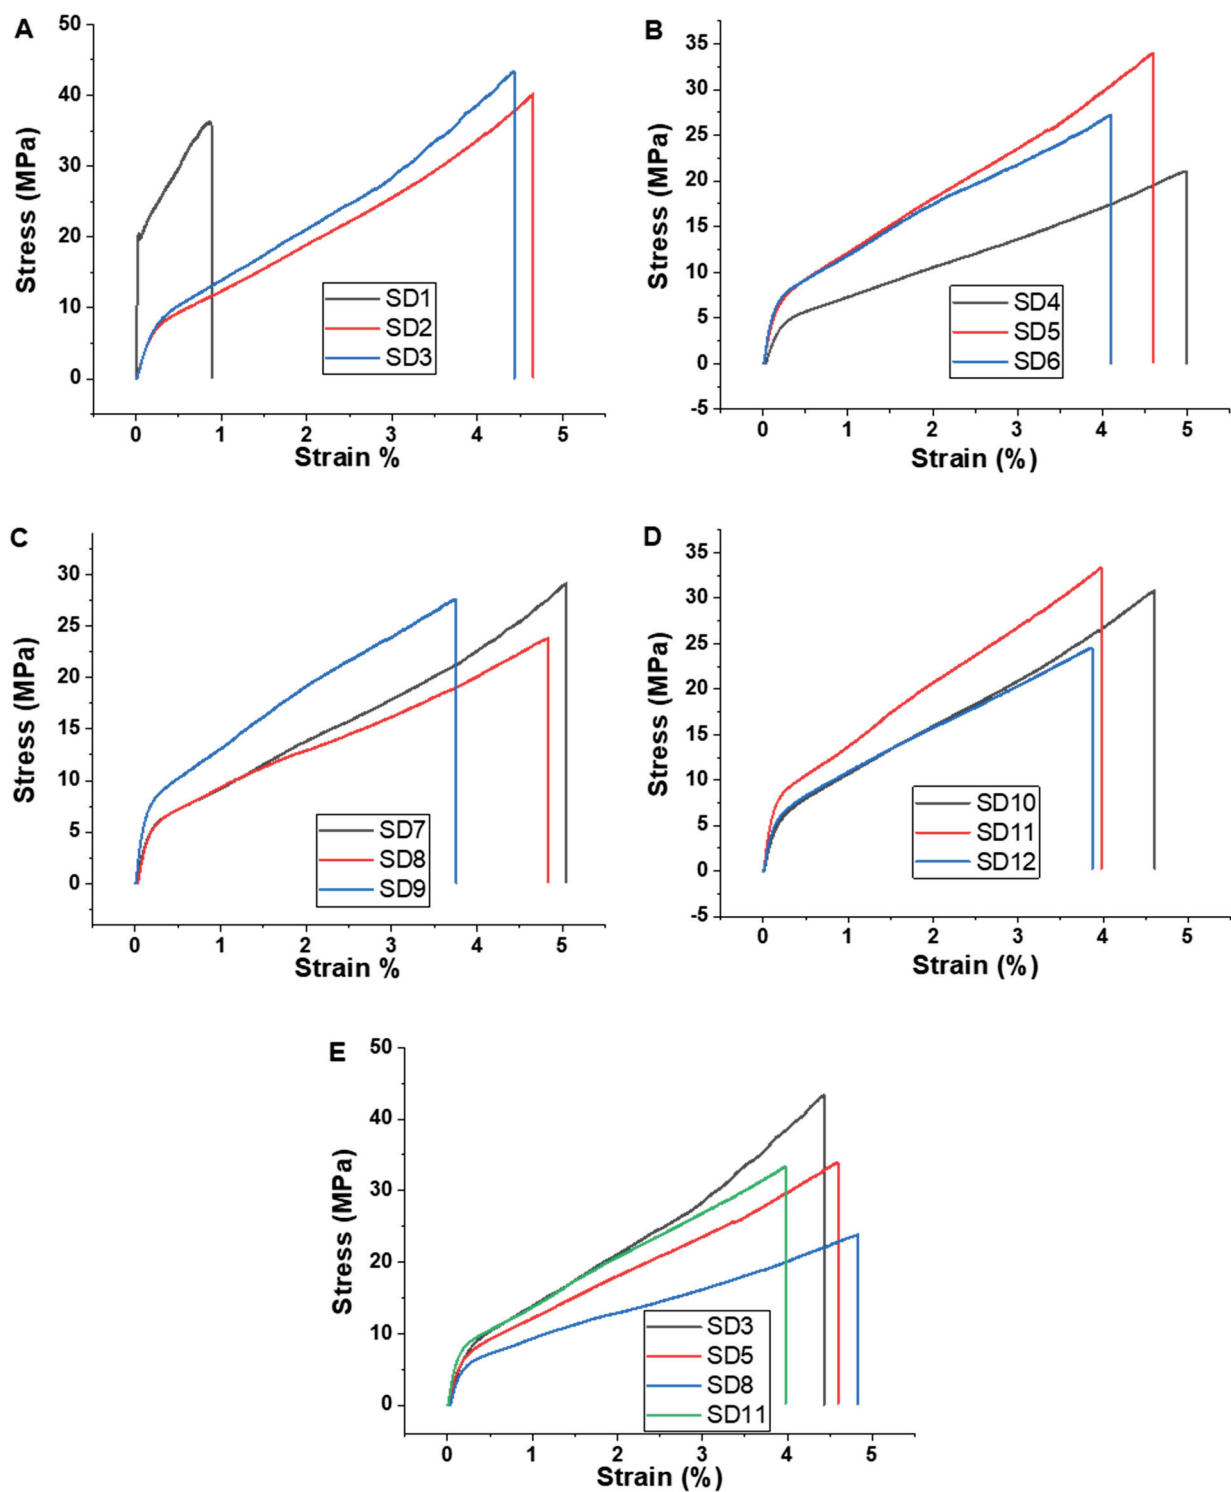 A
Stress (MPa)
50
40
30
20
10
0
SD1
SD2
SD3
0 1 2 3 4 5
Strain %
B
Stress (MPa)
35
30
25
20
15
10
5
0
-5
SD4
SD5
SD6
0 1 2 3 4 5
Strain (%)
C
Stress (MPa)
30
25
20
15
10
5
0
SD7
SD8
SD9
0 1 2 3 4 5
Strain %
D
Stress (MPa)
35
30
25
20
15
10
5
0
-5
SD10
SD11
SD12
0 1 2 3 4 5
Strain (%)
E
Stress (MPa)
50
40
30
20
10
0
SD3
SD5
SD8
SD11
0 1 2 3 4 5
Strain (%)